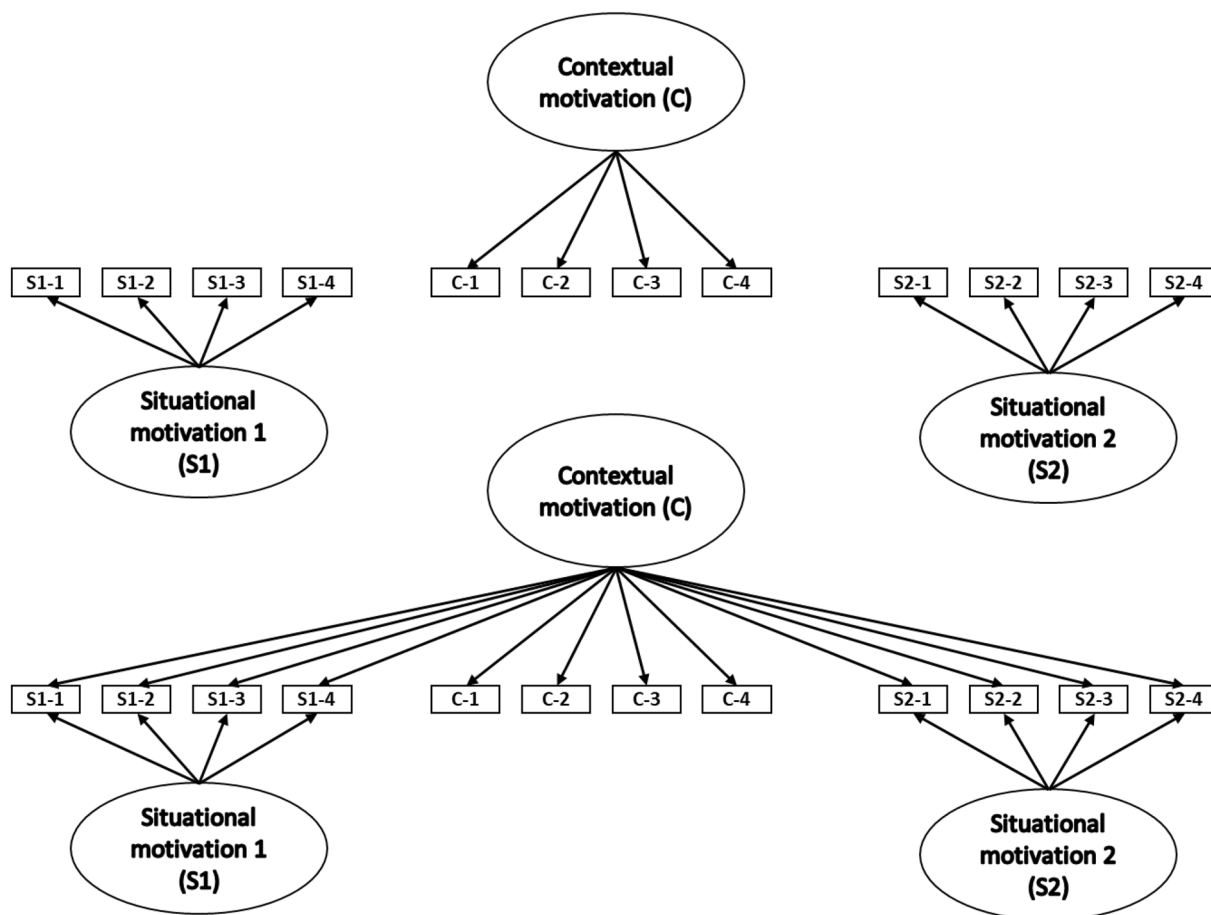 Contextual
motivation (C)
S1-1 S1-2 S1-3 S1-4 C-1 C-2 C-3 C-4 S2-1 S2-2 S2-3 S2-4
Situational
motivation 1
(S1)
Situational
motivation 2
(S2)
Contextual
motivation (C)
S1-1 S1-2 S1-3 S1-4 C-1 C-2 C-3 C-4 S2-1 S2-2 S2-3 S2-4
Situational
motivation 1
(S1)
Situational
motivation 2
(S2)